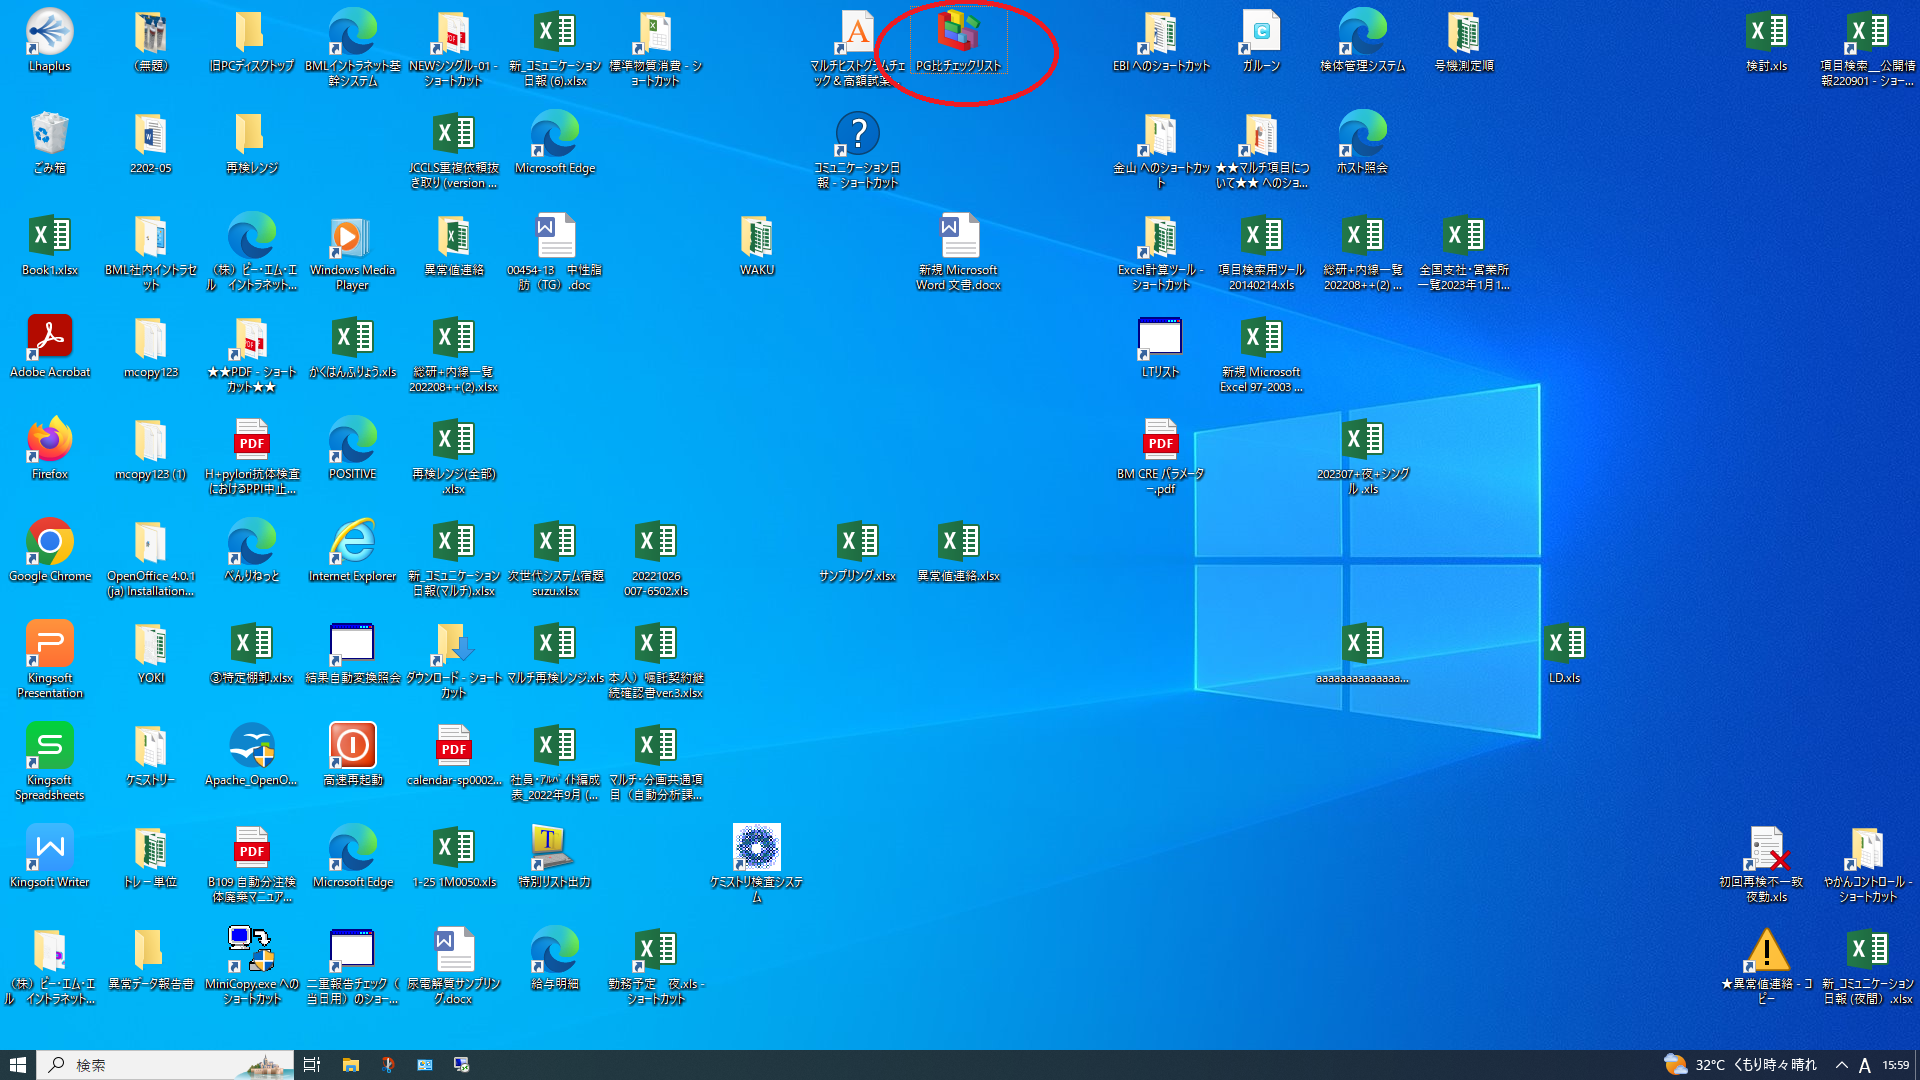 Lhaplus
（無題）
旧PCディスクトップ
BMLイントラネット基
幹システム
NEWシングル-01 -
ショートカット
新_コミュニケーション
日報 (6).xlsx
標準物質消費 - シ
ョートカット
マルチヒストグラムチェ
ック＆高額試薬...
PG比チェックリスト
EBI へのショートカット
ガルーン
検体管理システム
号機測定順
検討.xls
項目検索__公開情
報220901 - ショー...
ごみ箱
2202-05
再検レンジ
JCCLS重複依頼抜
き取り (version ...
Microsoft Edge
コミュニケーション日
報 - ショートカット
金山 へのショートカッ
ト
★★マルチ項目につ
いて★★ へのショ...
ホスト照会
Book1.xlsx
BML社内イントラセ
ット
（株）ビー・エム・エ
ル　イントラネット...
Windows Media
Player
異常値連絡
00454-13　中性脂
肪（TG）.doc
WAKU
新規 Microsoft
Word 文書.docx
Excel計算ツール -
ショートカット
項目検索用ツール
20140214.xls
総研+内線一覧
202208++(2) ...
全国支社・営業所
一覧2023年1月1...
Adobe Acrobat
mcopy123
★★PDF - ショート
カット★★
かくはんふりょう.xls
総研+内線一覧
202208++(2).xlsx
LTリスト
新規 Microsoft
Excel 97-2003 ...
Firefox
mcopy123 (1)
H+pylori抗体検査
におけるPPI中止...
POSITIVE
再検レンジ(全部)
.xlsx
BM CRE パラメータ
ー.pdf
202307+夜+シング
ル .xls
Google Chrome
OpenOffice 4.0.1
(ja) Installation...
べんりねっと
Internet Explorer
新_コミュニケーション
日報(マルチ).xlsx
次世代システム宿題
suzu.xlsx
20221026
007-6502.xls
サンプリング.xlsx
異常値連絡.xlsx
Kingsoft
Presentation
YOKI
③特定棚卸.xlsx
結果自動変換照会
ダウンロード - ショート
カット
マルチ再検レンジ.xls
本人）嘱託契約継
続確認書ver.3.xlsx
aaaaaaaaaaaaaa...
LD.xls
Kingsoft
Spreadsheets
ケミストリー
Apache_OpenO...
高速再起動
calendar-sp0002...
社員・ｱﾙﾊﾞｲﾄ編成
表_2022年9月 (...
マルチ・分画共通項
目（自動分析課...
Kingsoft Writer
トレー単位
B109 自動分注検
体廃棄マニュア...
Microsoft Edge
1-25 1M0050.xls
特別リスト出力
ケミストリ検査システ
ム
初回再検不一致
夜勤.xls
やかんコントロール -
ショートカット
（株）ビー・エム・エ
ル　イントラネット...
異常データ報告書
MiniCopy.exe への
ショートカット
二重報告チェック（
当日用）のショー...
尿電解質サンプリン
グ.docx
給与明細
勤務予定　夜.xls -
ショートカット
★異常値連絡 - コ
ピー
新_コミュニケーション
日報 (夜間）.xlsx
検索
32°C くもり時々晴れ
A
15:59